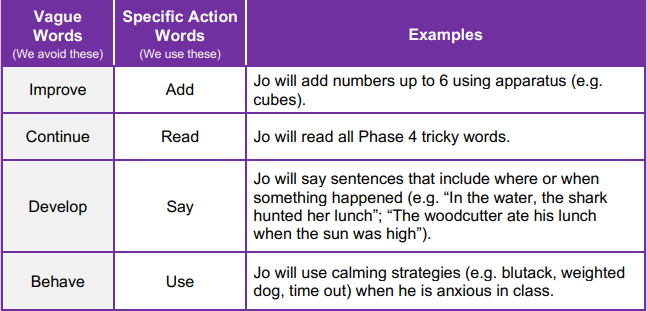 Vague Words
(We avoid these)
Specific Action Words
(We use these)
Examples
Improve
Add
Jo will add numbers up to 6 using apparatus (e.g.
cubes).
Continue
Read
Jo will read all Phase 4 tricky words.
Develop
Say
Jo will say sentences that include where or when
something happened (e.g. “In the water, the shark
hunted her lunch”; “The woodcutter ate his lunch
when the sun was high”).
Behave
Use
Jo will use calming strategies (e.g. blutack, weighted
dog, time out) when he is anxious in class.